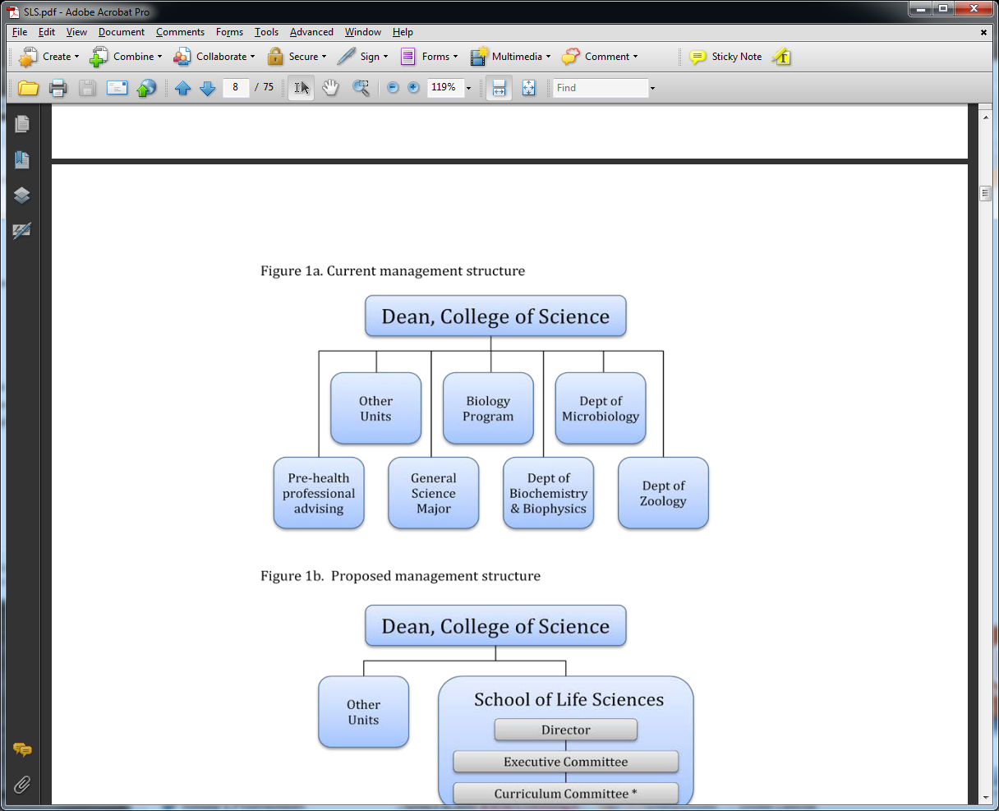 SLS.pdf - Adobe Acrobat Pro
File Edit View Document Comments Forms Tools Advanced Window Help
Create Combine Collaborate Secure Sign Forms Multimedia Comment Sticky Note
8 / 75 119% Find
Figure 1a. Current management structure
Dean, College of Science
Other
Units
Biology
Program
Dept of
Microbiology
Pre-health
professional
advising
General
Science
Major
Dept of
Biochemistry
& Biophysics
Dept of
Zoology
Figure 1b.  Proposed management structure
Dean, College of Science
Other
Units
School of Life Sciences
Director
Executive Committee
Curriculum Committee *